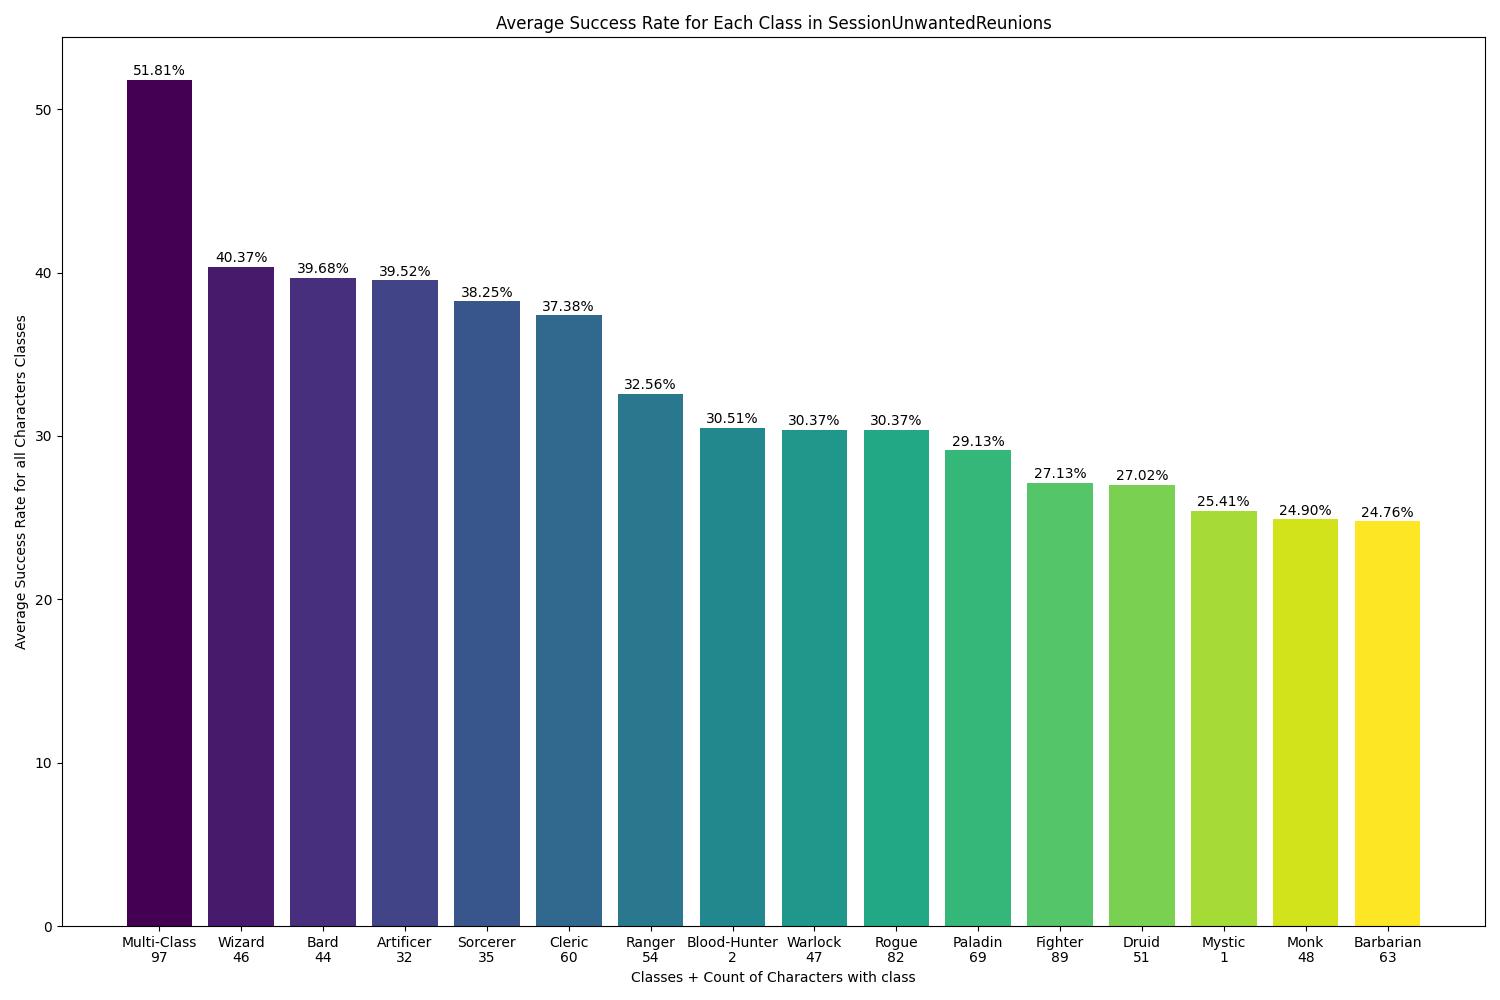 Average Success Rate for Each Class in SessionUnwantedReunions
Average Success Rate for all Characters Classes
50
40
30
20
10
0
51.81%
40.37%
39.68%
39.52%
38.25%
37.38%
32.56%
30.51%
30.37%
30.37%
29.13%
27.13%
27.02%
25.41%
24.90%
24.76%
Multi-Class
97
Wizard
46
Bard
44
Artificer
32
Sorcerer
35
Cleric
60
Ranger
54
Blood-Hunter
2
Warlock
47
Rogue
82
Paladin
69
Fighter
89
Druid
51
Mystic
1
Monk
48
Barbarian
63
Classes + Count of Characters with class